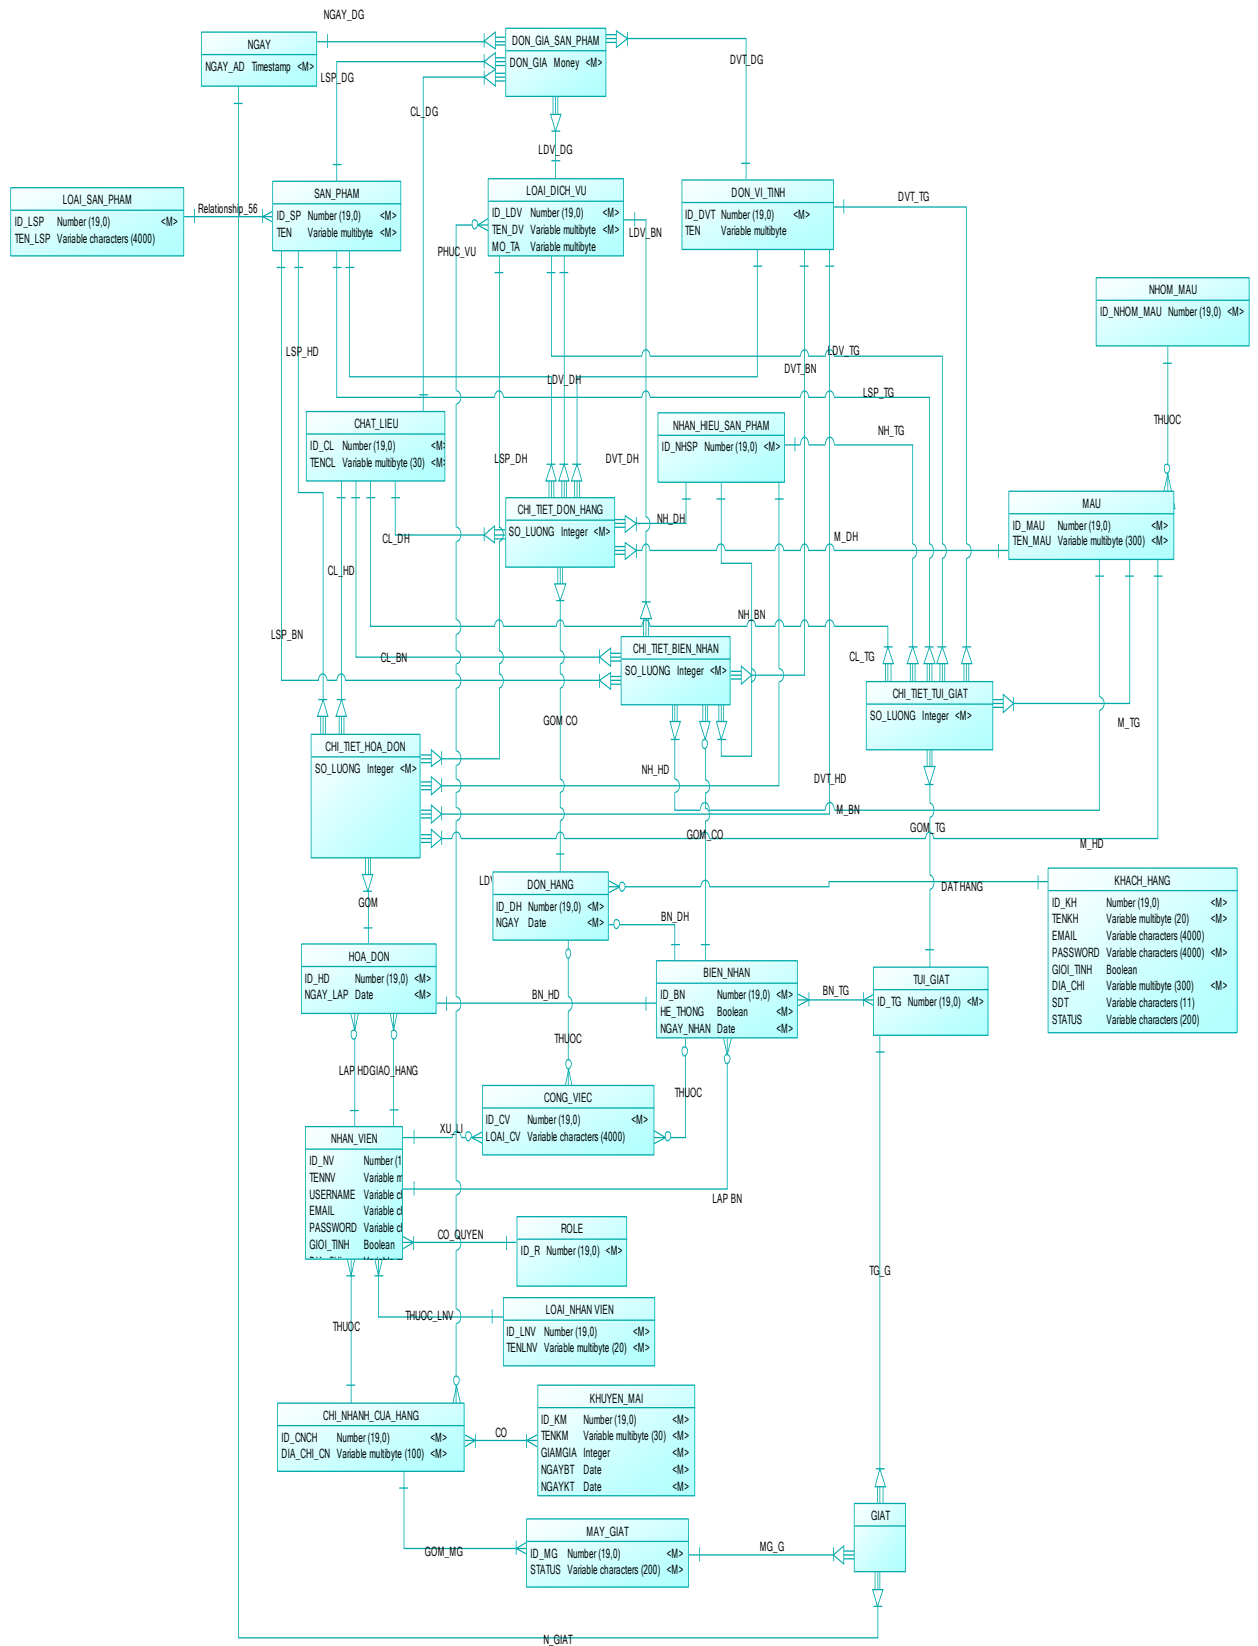 NGAY_DG
NGAY
NGAY_AD Timestamp <M>
DON_GIA_SAN_PHAM
DON_GIA Money <M>
LSP_DG
CL_DG
DVT_DG
LDV_DG
LOAI_SAN_PHAM
ID_LSP Number (19,0) <M>
TEN_LSP Variable characters (4000)
Relationship_56
SAN_PHAM
ID_SP Number (19,0) <M>
TEN Variable multibyte <M>
LOAI_DICH_VU
ID_LDV Number (19,0) <M>
TEN_DV Variable multibyte <M>
MO_TA Variable multibyte
PHUC_VU
LDV_BN
DON_VI_TINH
ID_DVT Number (19,0) <M>
TEN Variable multibyte
DVT_TG
NHOM_MAU
ID_NHOM_MAU Number (19,0) <M>
LSP_HD
LDV_TG
DVT_BN
LDV_DH
LSP_TG
THUOC
CHAT_LIEU
ID_CL Number (19,0) <M>
TENCL Variable multibyte (30) <M>
NHAN_HIEU_SAN_PHAM
ID_NHSP Number (19,0) <M>
NH_TG
LSP_DH
DVT_DH
CHI_TIET_DON_HANG
SO_LUONG Integer <M>
NH_DH
CL_DH
M_DH
MAU
ID_MAU Number (19,0) <M>
TEN_MAU Variable multibyte (300) <M>
CL_HD
NH_BN
LSP_BN
CL_BN
CHI_TIET_BIEN_NHAN
SO_LUONG Integer <M>
CL_TG
CHI_TIET_TUI_GIAT
SO_LUONG Integer <M>
M_TG
GOM CO
CHI_TIET_HOA_DON
SO_LUONG Integer <M>
NH_HD
DVT_HD
M_BN
GOM_CO
GOM_TG
M_HD
GOM
LDV
DON_HANG
ID_DH Number (19,0) <M>
NGAY Date <M>
DAT HANG
KHACH_HANG
ID_KH Number (19,0) <M>
TENKH Variable multibyte (20) <M>
EMAIL Variable characters (4000)
PASSWORD Variable characters (4000) <M>
GIOI_TINH Boolean
DIA_CHI Variable multibyte (300) <M>
SDT Variable characters (11)
STATUS Variable characters (200)
BN_DH
HOA_DON
ID_HD Number (19,0) <M>
NGAY_LAP Date <M>
BN_HD
BIEN_NHAN
ID_BN Number (19,0) <M>
HE_THONG Boolean <M>
NGAY_NHAN Date <M>
BN_TG
TUI_GIAT
ID_TG Number (19,0) <M>
THUOC
LAP HD
GIAO_HANG
CONG_VIEC
ID_CV Number (19,0) <M>
LOAI_CV Variable characters (4000)
THUOC
XU_LI
NHAN_VIEN
ID_NV Number (1
TENNV Variable m
USERNAME Variable cl
EMAIL Variable cl
PASSWORD Variable cl
GIOI_TINH Boolean
LAP BN
CO_QUYEN
ROLE
ID_R Number (19,0) <M>
TG_G
THUOC_LNV
LOAI_NHAN VIEN
ID_LNV Number (19,0) <M>
TENLNV Variable multibyte (20) <M>
THUOC
CHI_NHANH_CUA_HANG
ID_CNCH Number (19,0) <M>
DIA_CHI_CN Variable multibyte (100) <M>
CO
KHUYEN_MAI
ID_KM Number (19,0) <M>
TENKM Variable multibyte (30) <M>
GIAMGIA Integer <M>
NGAYBT Date <M>
NGAYKT Date <M>
GOM_MG
MAY_GIAT
ID_MG Number (19,0) <M>
STATUS Variable characters (200) <M>
MG_G
GIAT
N_GIAT